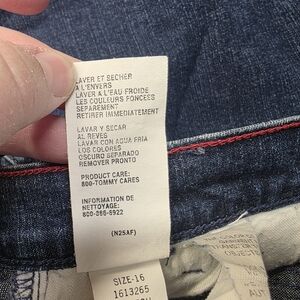 LAVER ET SECHER
A L'ENVERS
LAVER A L'EAU FROIDE
LES COULEURS FONCEES
SEPAREMENT
RETIRER IMMEDIATEMENT
LAVAR Y SECAR
AL REVES
LAVAR CON AGUA FRIA
LOS COLORES
OSCURO SEPARADO
REMOVER PRONTO
PRODUCT CARE:
800-TOMMY CARES
INFORMATION DE
NETTOYAGE:
800-866-6922
(N25AF)
SIZE-16
1613265